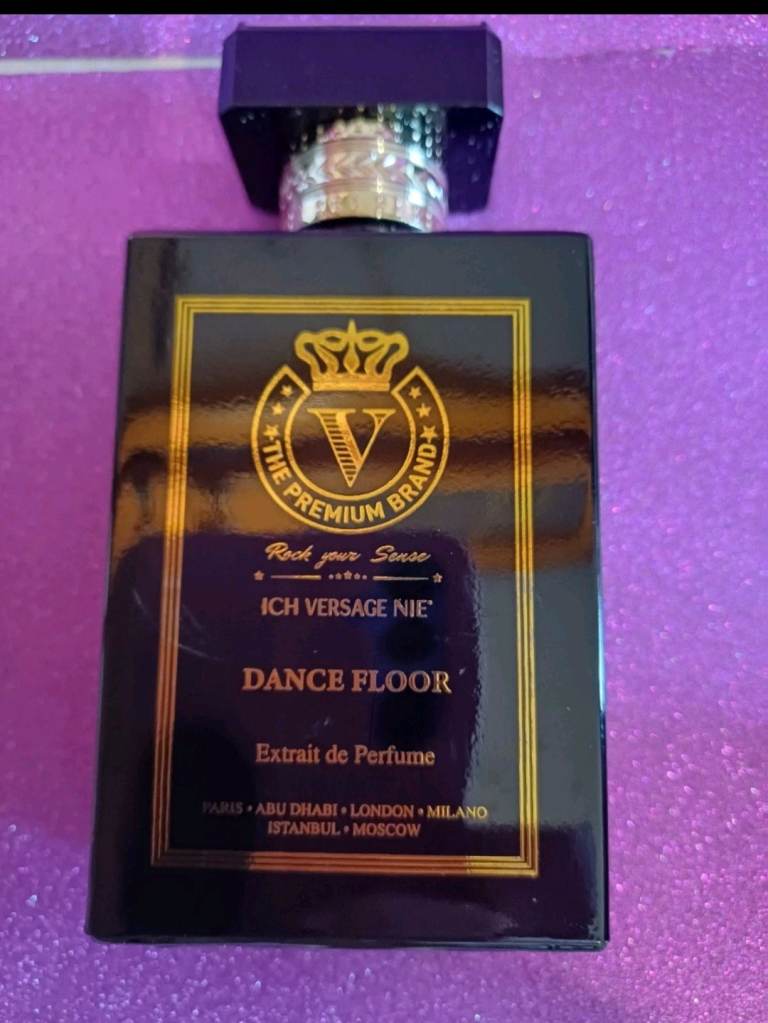 V
THE PREMIUM BRAND
Rock your Sense
ICH VERSAGE NIE
DANCE FLOOR
Extrait de Perfume
PARIS • ABU DHABI • LONDON • MILANO
ISTANBUL • MOSCOW